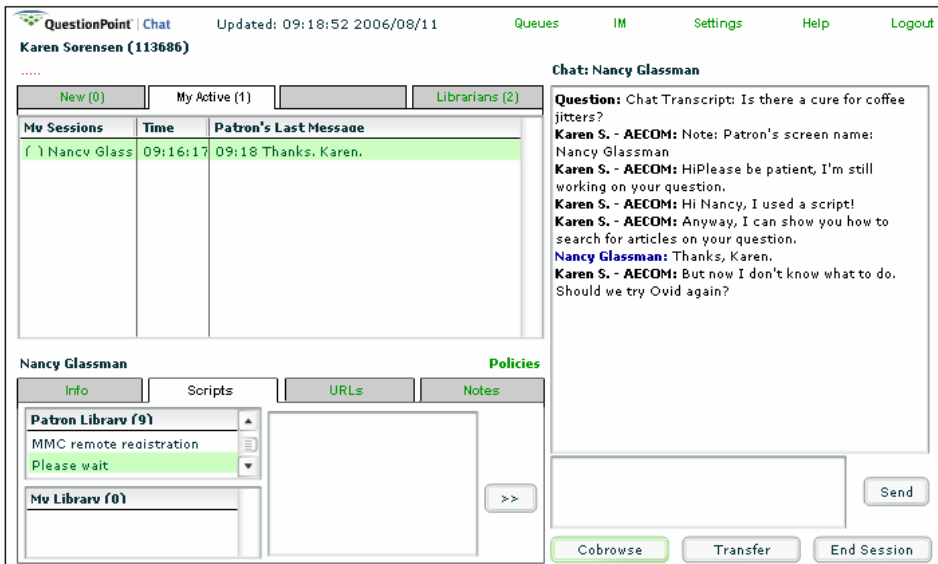 QuestionPoint | Chat Updated: 09:18:52 2006/08/11 Queues IM Settings Help Logout
Karen Sorensen (113686)
.....
New (0) My Active (1) Librarians (2)
My Sessions Time Patron's Last Message
( ) Nancy Glass 09:16:17 09:18 Thanks, Karen.
Nancy Glassman Policies
Info Scripts URLs Notes
Patron Library (9)
MMC remote registration
Please wait
My Library (0)
>>
Chat: Nancy Glassman
Question: Chat Transcript: Is there a cure for coffee
jitters?
Karen S. - AECOM: Note: Patron's screen name:
Nancy Glassman
Karen S. - AECOM: HiPlease be patient, I'm still
working on your question.
Karen S. - AECOM: Hi Nancy, I used a script!
Karen S. - AECOM: Anyway, I can show you how to
search for articles on your question.
Nancy Glassman: Thanks, Karen.
Karen S. - AECOM: But now I don't know what to do.
Should we try Ovid again?
Send
Cobrowse Transfer End Session